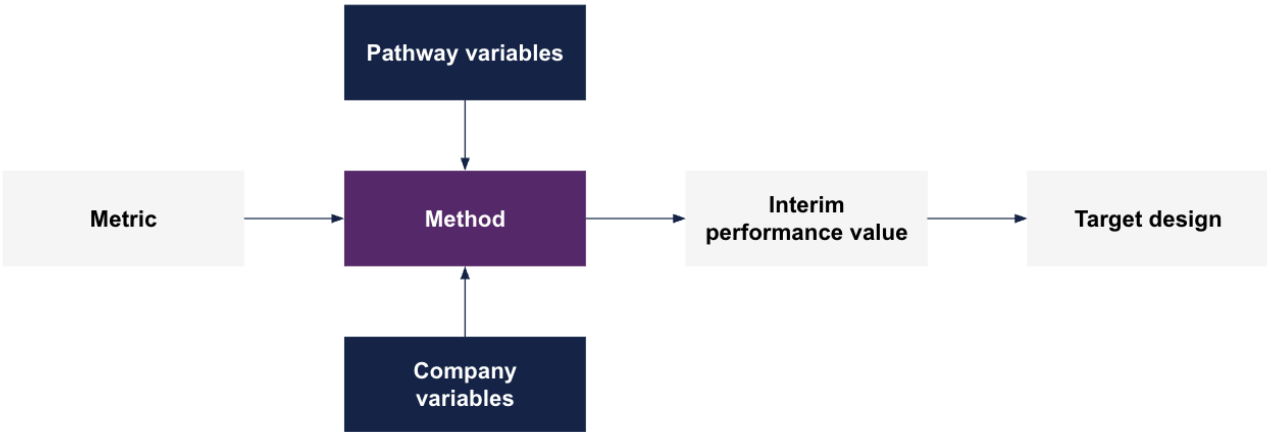 Pathway variables
Metric
Method
Interim
performance value
Target design
Company
variables